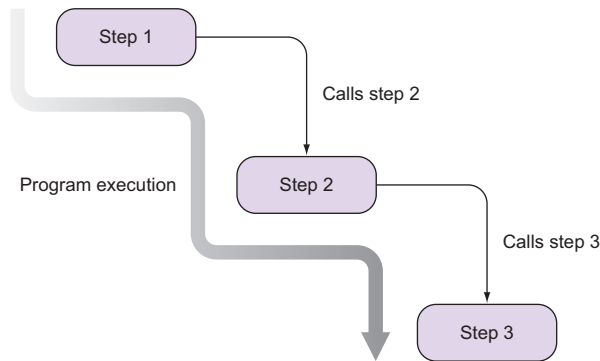 Step 1
Calls step 2
Program execution
Step 2
Calls step 3
Step 3